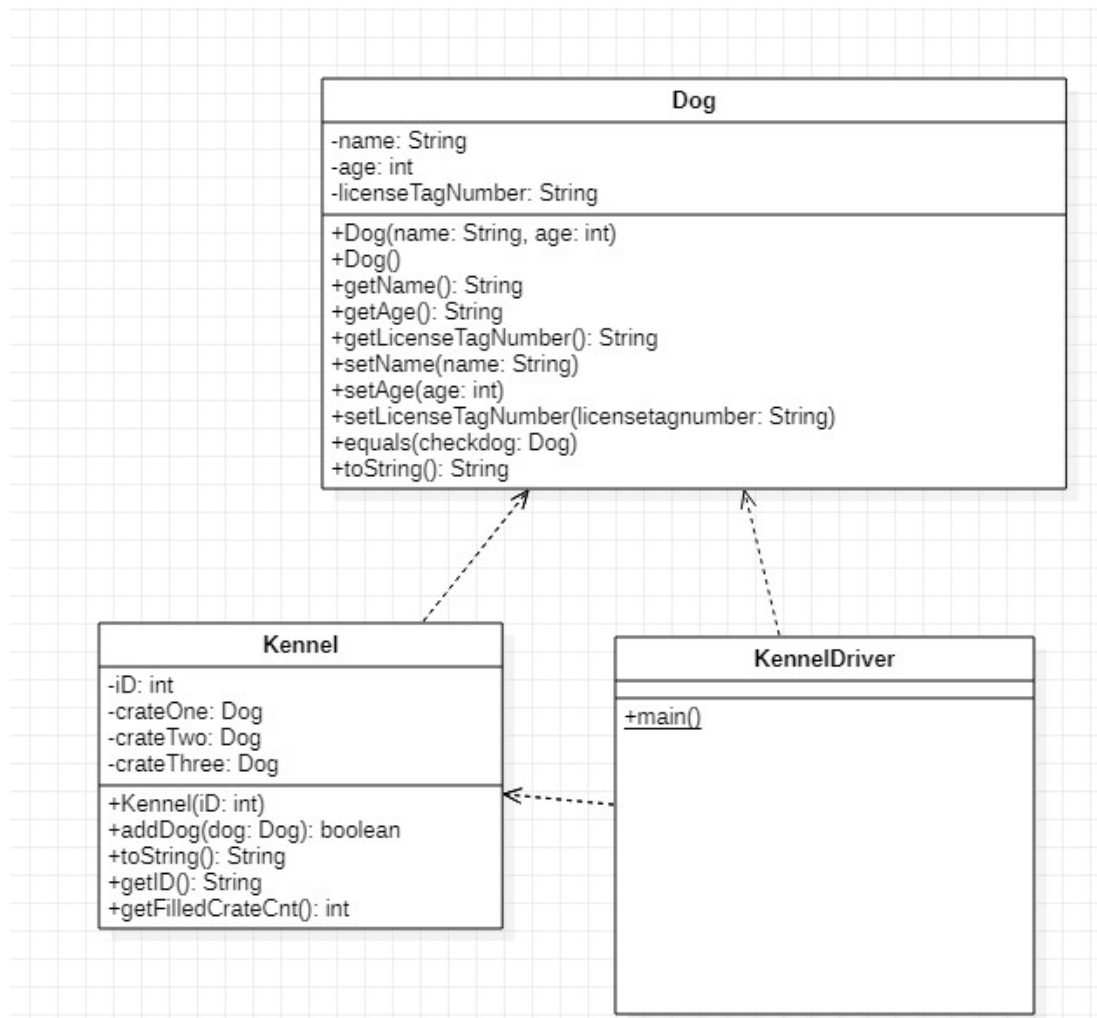 Dog
-name: String
-age: int
-licenseTagNumber: String
+Dog(name: String, age: int)
+Dog()
+getName(): String
+getAge(): String
+getLicenseTagNumber(): String
+setName(name: String)
+setAge(age: int)
+setLicenseTagNumber(licensetagnumber: String)
+equals(checkdog: Dog)
+toString(): String
Kennel
-iD: int
-crateOne: Dog
-crateTwo: Dog
-crateThree: Dog
+Kennel(iD: int)
+addDog(dog: Dog): boolean
+toString(): String
+getID(): String
+getFilledCrateCnt(): int
KennelDriver
+main()